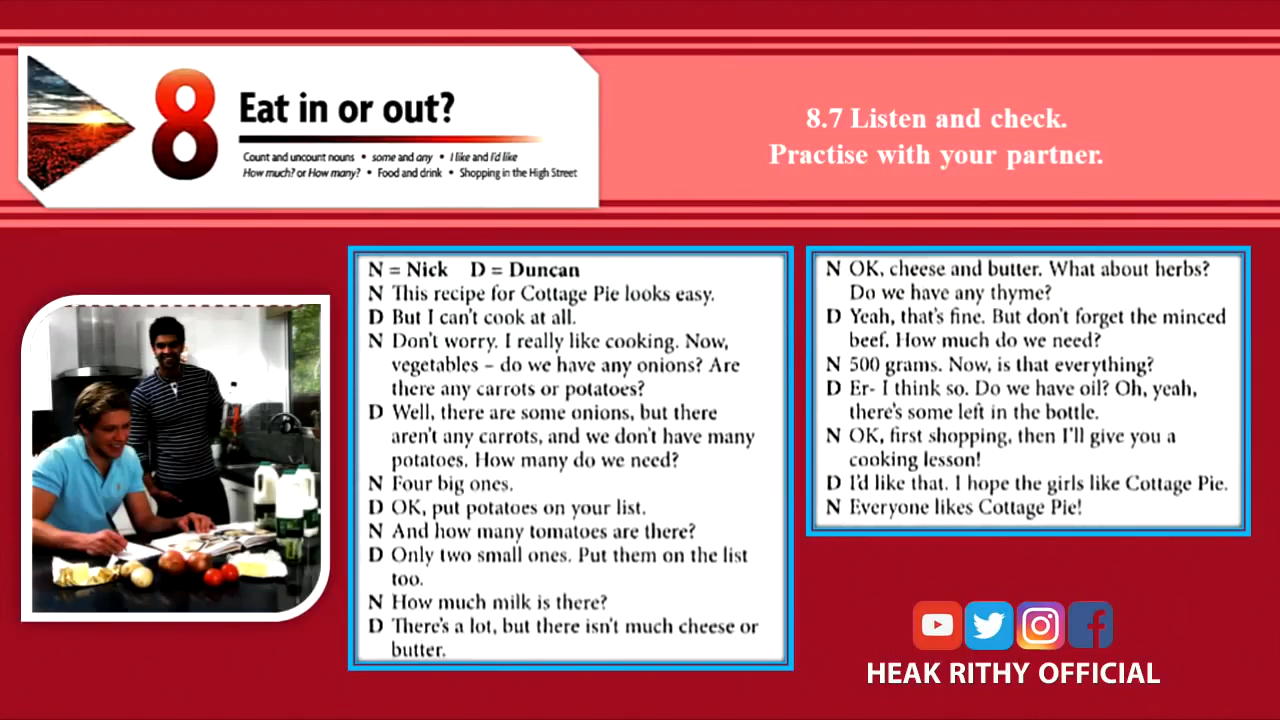 8 Eat in or out?
Count and uncount nouns • some and any • I like and I'd like
How much? or How many? • Food and drink • Shopping in the High Street
8.7 Listen and check.
Practise with your partner.
N = Nick D = Duncan
N This recipe for Cottage Pie looks easy.
D But I can't cook at all.
N Don't worry. I really like cooking. Now,
vegetables – do we have any onions? Are
there any carrots or potatoes?
D Well, there are some onions, but there
aren't any carrots, and we don't have many
potatoes. How many do we need?
N Four big ones.
D OK, put potatoes on your list.
N And how many tomatoes are there?
D Only two small ones. Put them on the list
too.
N How much milk is there?
D There's a lot, but there isn't much cheese or
butter.
N OK, cheese and butter. What about herbs?
Do we have any thyme?
D Yeah, that's fine. But don't forget the minced
beef. How much do we need?
N 500 grams. Now, is that everything?
D Er- I think so. Do we have oil? Oh, yeah,
there's some left in the bottle.
N OK, first shopping, then I'll give you a
cooking lesson!
D I'd like that. I hope the girls like Cottage Pie.
N Everyone likes Cottage Pie!
HEAK RITHY OFFICIAL